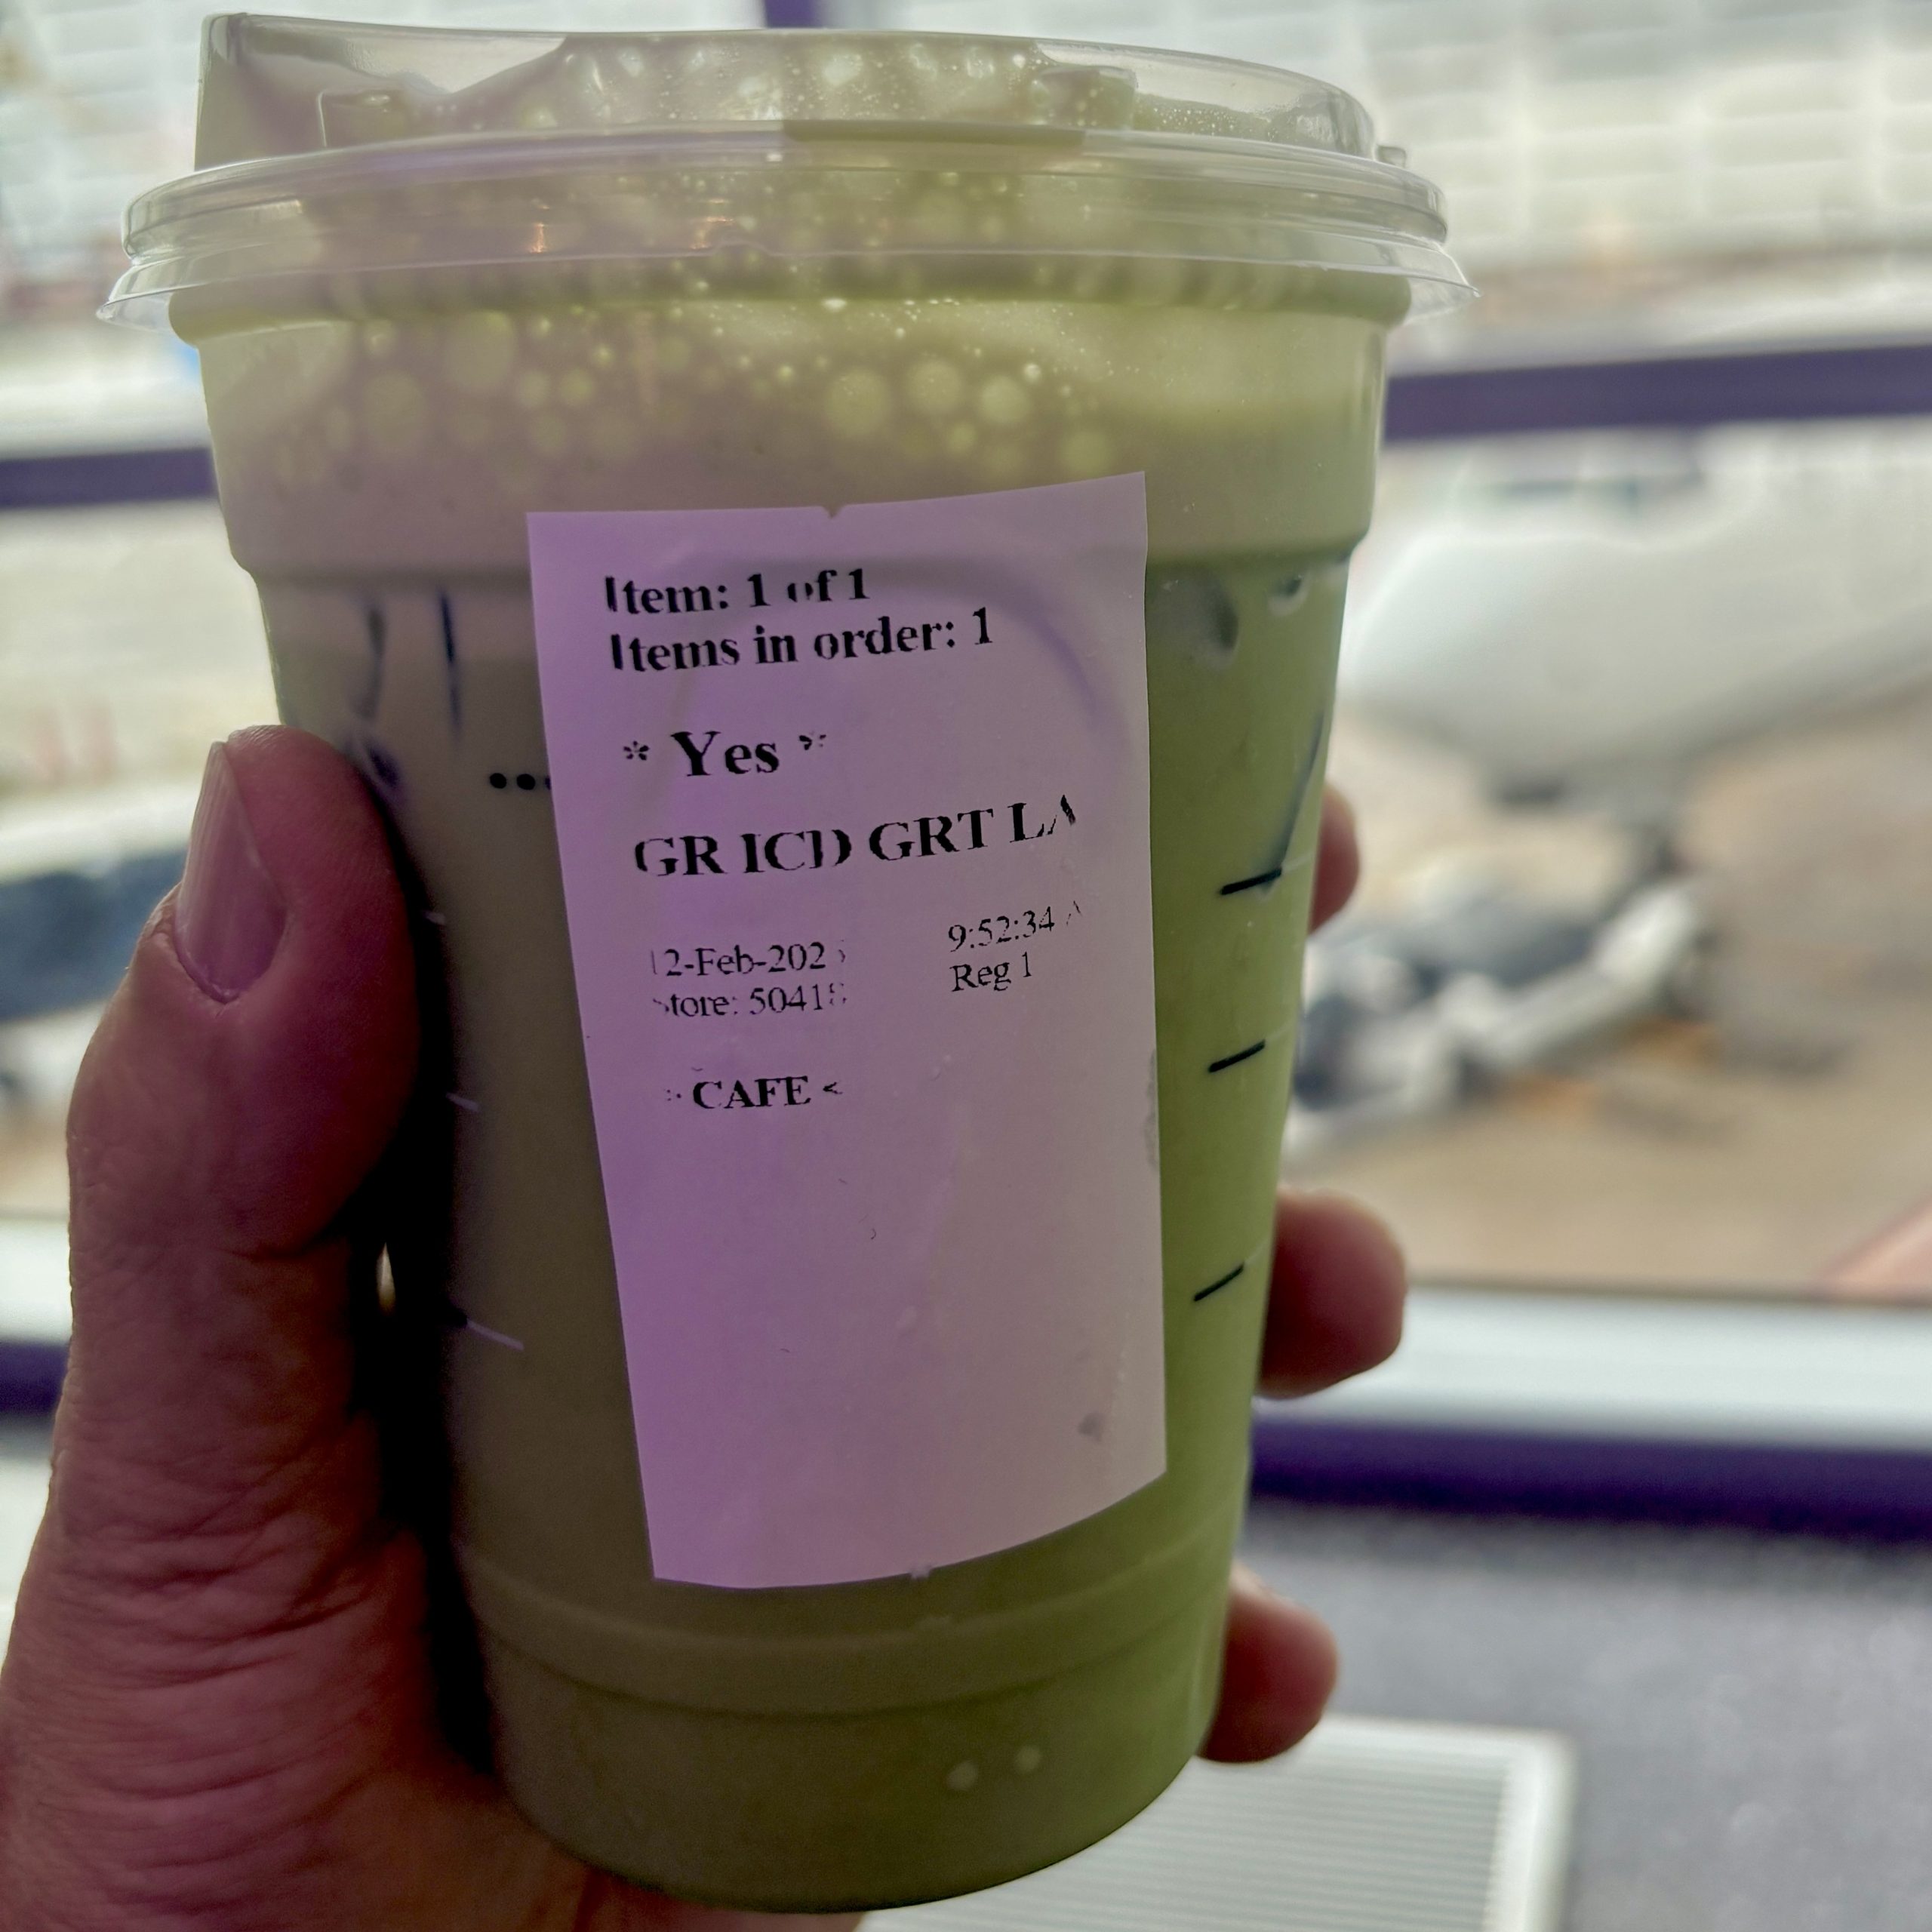 Item: 1 of 1
Items in order: 1
* Yes *
GR ICD GRT LA
9:52:34
Reg 1
> CAFE <